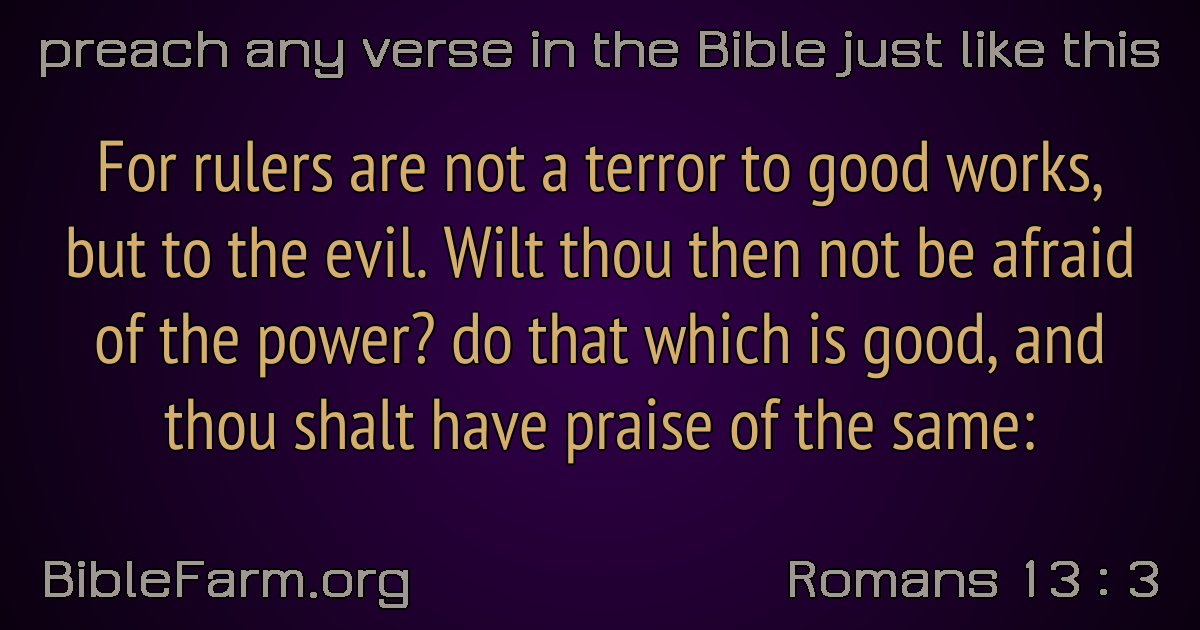 preach any verse in the Bible just like this
For rulers are not a terror to good works,
but to the evil. Wilt thou then not be afraid
of the power? do that which is good, and
thou shalt have praise of the same:
BibleFarm.org
Romans 13 : 3